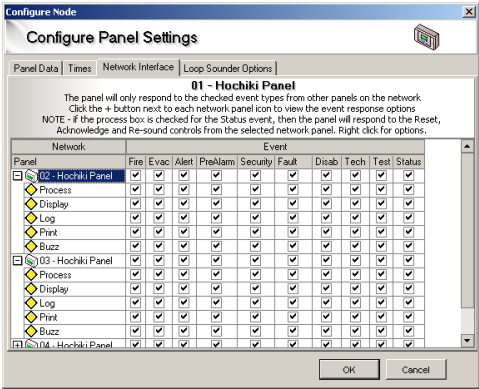 Configure Node
Configure Panel Settings
Panel Data Times Network Interface Loop Sounder Options
01 - Hochiki Panel
The panel will only respond to the checked event types from other panels on the network
Click the + button next to each network panel icon to view the event response options
NOTE - if the process box is checked for the Status event, then the panel will respond to the Reset,
Acknowledge and Re-sound controls from the selected network panel. Right click for options.
Network Event
Panel Fire Evac Alert PreAlarm Security Fault Disab Tech Test Status
02 - Hochiki Panel
Process
Display
Log
Print
Buzz
03 - Hochiki Panel
Process
Display
Log
Print
Buzz
04 - Hochiki Panel
OK Cancel